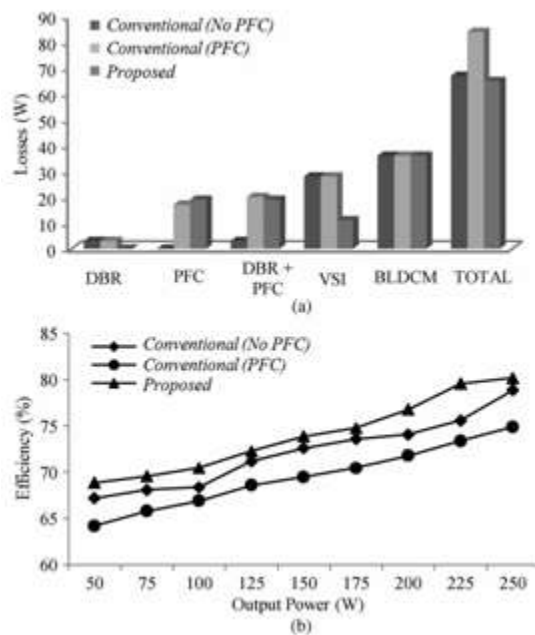 90
80
70
60
50
40
30
20
10
0
Losses (W)
Conventional (No PFC)
Conventional (PFC)
Proposed
DBR
PFC
DBR +
PFC
VSI
BLDCM
TOTAL
(a)
85
80
75
70
65
60
Efficiency (%)
Conventional (No PFC)
Conventional (PFC)
Proposed
50 75 100 125 150 175 200 225 250
Output Power (W)
(b)